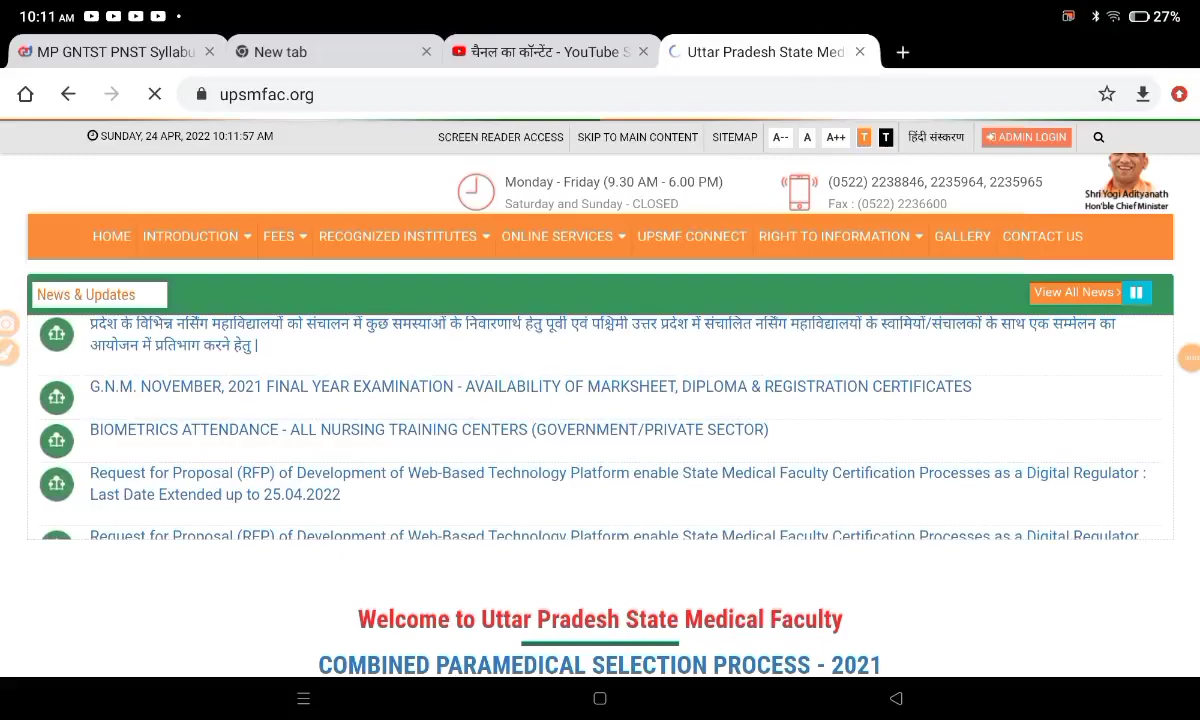 10:11 AM
27%
MP GNTST PNST Syllabu
New tab
चैनल का कॉन्टेंट - YouTube S
Uttar Pradesh State Med
upsmfac.org
SUNDAY, 24 APR, 2022 10:11:57 AM
SCREEN READER ACCESS
SKIP TO MAIN CONTENT
SITEMAP
A-- A A++ T T
हिंदी संस्करण
ADMIN LOGIN
Monday - Friday (9.30 AM - 6.00 PM)
Saturday and Sunday - CLOSED
(0522) 2238846, 2235964, 2235965
Fax : (0522) 2236600
Shri Yogi Adityanath
Hon'ble Chief Minister
HOME INTRODUCTION FEES RECOGNIZED INSTITUTES ONLINE SERVICES UPSMF CONNECT RIGHT TO INFORMATION GALLERY CONTACT US
News & Updates
View All News
प्रदेश के विभिन्न नर्सिंग महाविद्यालयों को संचालन में कुछ समस्याओं के निवारणार्थ हेतु पूर्वी एवं पश्चिमी उत्तर प्रदेश में संचालित नर्सिंग महाविद्यालयों के स्वामियों/संचालकों के साथ एक सम्मेलन का
आयोजन में प्रतिभाग करने हेतु |
G.N.M. NOVEMBER, 2021 FINAL YEAR EXAMINATION - AVAILABILITY OF MARKSHEET, DIPLOMA & REGISTRATION CERTIFICATES
BIOMETRICS ATTENDANCE - ALL NURSING TRAINING CENTERS (GOVERNMENT/PRIVATE SECTOR)
Request for Proposal (RFP) of Development of Web-Based Technology Platform enable State Medical Faculty Certification Processes as a Digital Regulator :
Last Date Extended up to 25.04.2022
Request for Proposal (RFP) of Development of Web-Based Technology Platform enable State Medical Faculty Certification Processes as a Digital Regulator
Welcome to Uttar Pradesh State Medical Faculty
COMBINED PARAMEDICAL SELECTION PROCESS - 2021